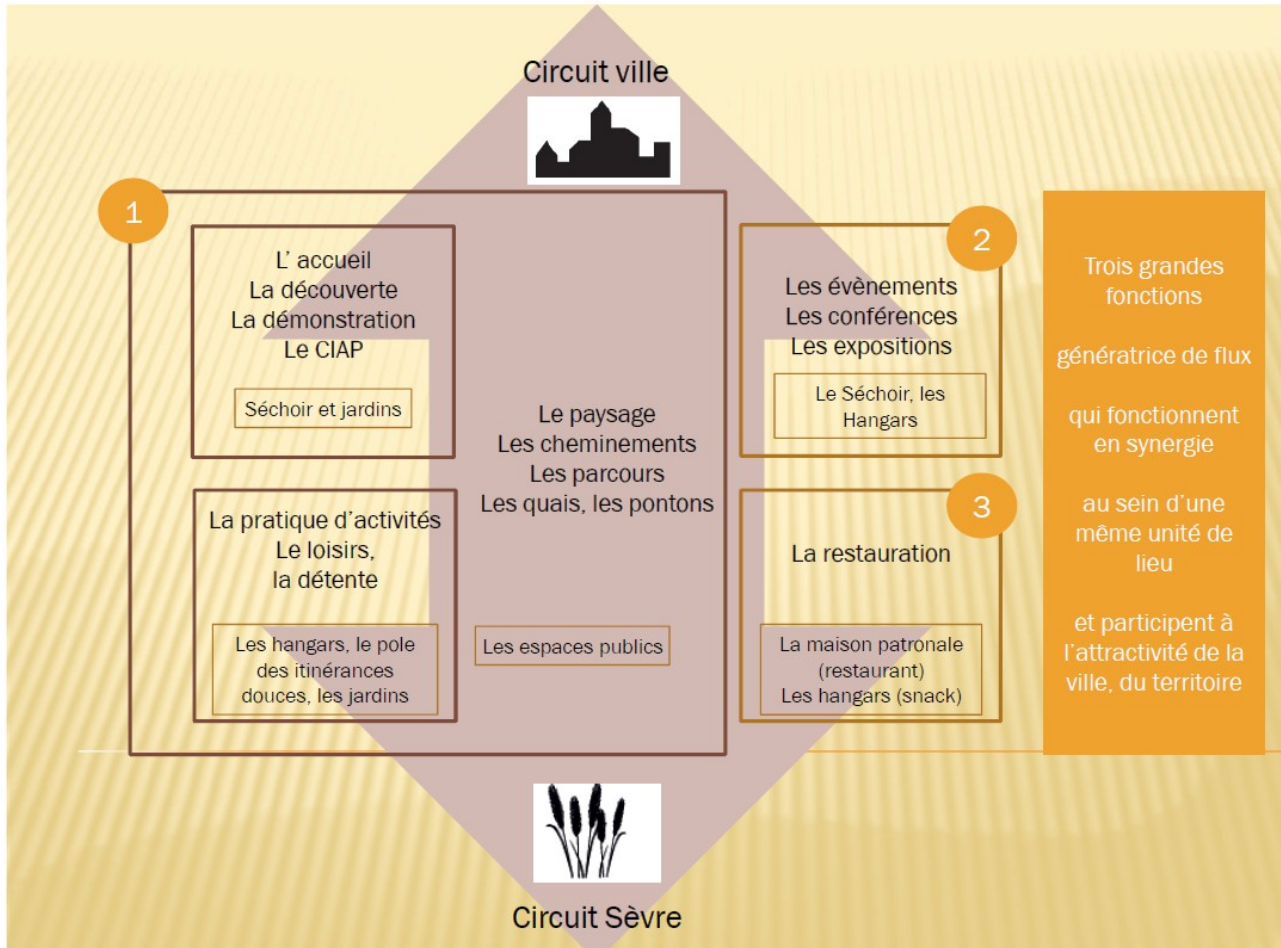 Circuit ville
1
L' accueil
La découverte
La démonstration
Le CIAP
Séchoir et jardins
La pratique d'activités
Le loisirs,
la détente
Les hangars, le pole
des itinérances
douces, les jardins
Le paysage
Les cheminements
Les parcours
Les quais, les pontons
Les espaces publics
2
Les évènements
Les conférences
Les expositions
Le Séchoir, les
Hangars
3
La restauration
La maison patronale
(restaurant)
Les hangars (snack)
Trois grandes
fonctions
génératrice de flux
qui fonctionnent
en synergie
au sein d'une
même unité de
lieu
et participent à
l'attractivité de la
ville, du territoire
Circuit Sèvre